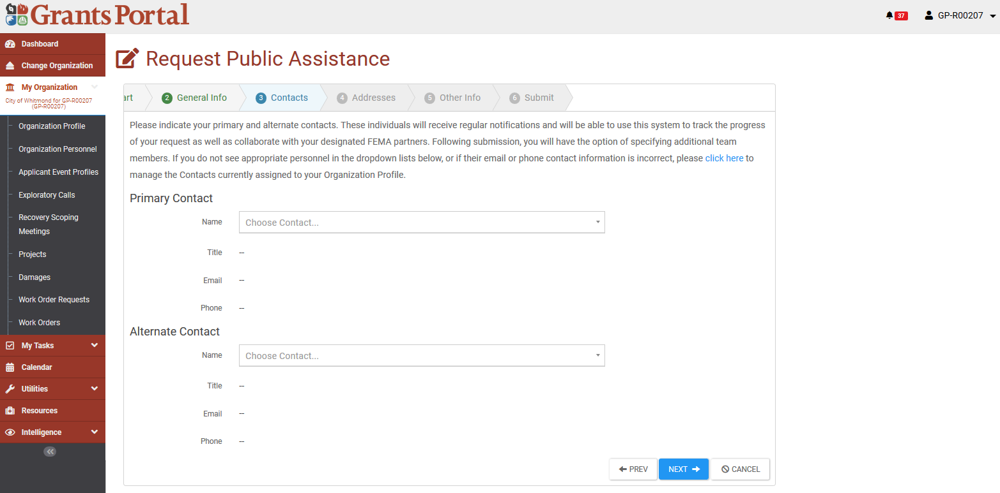 Grants Portal
37
GP-R00207
Dashboard
Change Organization
My Organization
City of Whitmond for GP-R00207
(GP-R00207)
Organization Profile
Organization Personnel
Applicant Event Profiles
Exploratory Calls
Recovery Scoping
Meetings
Projects
Damages
Work Order Requests
Work Orders
My Tasks
Calendar
Utilities
Resources
Intelligence
Request Public Assistance
art
2 General Info
3 Contacts
4 Addresses
5 Other Info
6 Submit
Please indicate your primary and alternate contacts. These individuals will receive regular notifications and will be able to use this system to track the progress
of your request as well as collaborate with your designated FEMA partners. Following submission, you will have the option of specifying additional team
members. If you do not see appropriate personnel in the dropdown lists below, or if their email or phone contact information is incorrect, please click here to
manage the Contacts currently assigned to your Organization Profile.
Primary Contact
Name Choose Contact...
Title --
Email --
Phone --
Alternate Contact
Name Choose Contact...
Title --
Email --
Phone --
PREV NEXT CANCEL